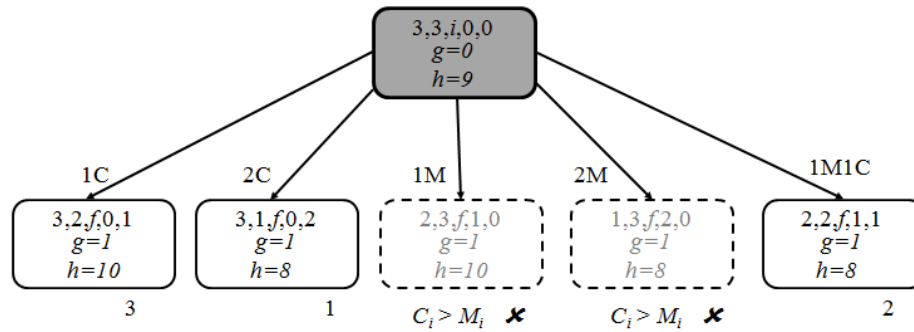 3,3,i,0,0
g=0
h=9
1C
2C
1M
2M
1M1C
3,2,f,0,1
g=1
h=10
3,1,f,0,2
g=1
h=8
2,3,f,1,0
g=1
h=10
1,3,f,2,0
g=1
h=8
2,2,f,1,1
g=1
h=8
3
1
Ci > Mi ✘
Ci > Mi ✘
2